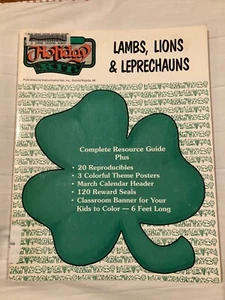 Holiday
KIT
LAMBS, LIONS
& LEPRECHAUNS
Complete Resource Guide
Plus
• 20 Reproducibles
• 3 Colorful Theme Posters
• March Calendar Header
• 120 Reward Seals
• Classroom Banner for Your
Kids to Color — 6 Feet Long